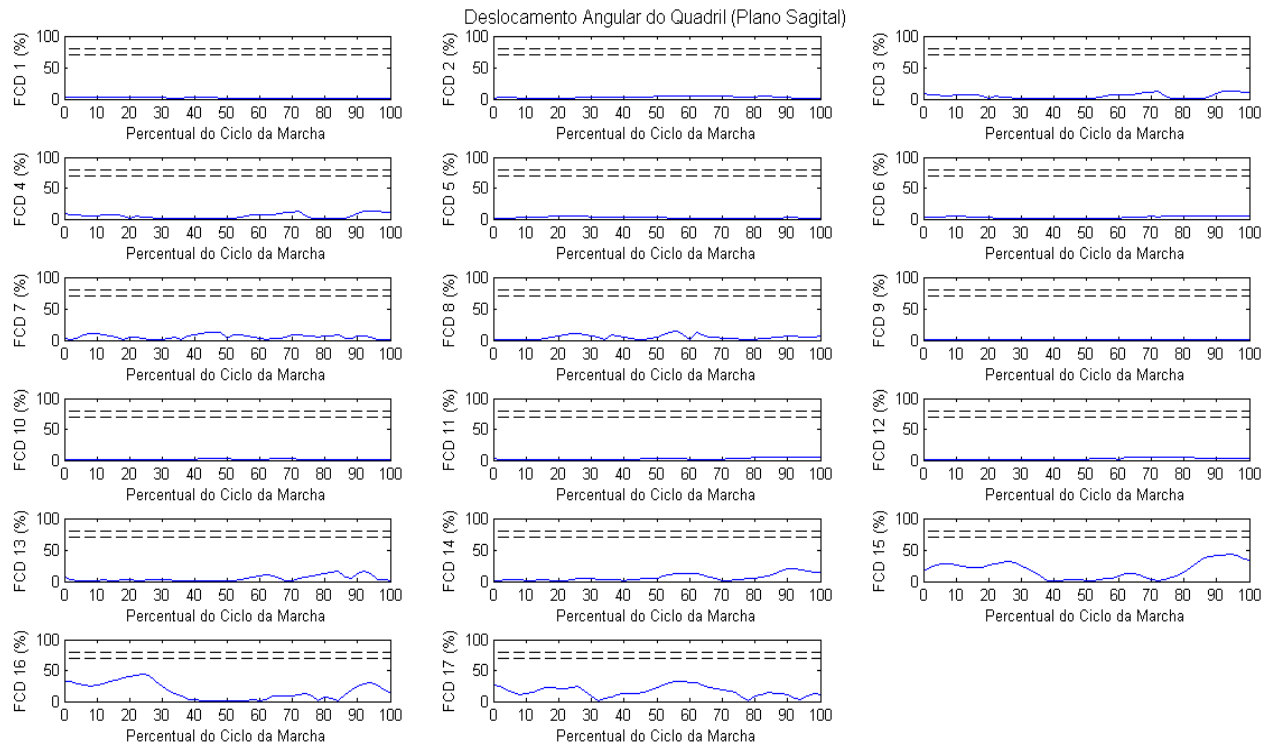 Deslocamento Angular do Quadril (Plano Sagital)
FCD 1 (%)
100
50
0
0 10 20 30 40 50 60 70 80 90 100
Percentual do Ciclo da Marcha
FCD 2 (%)
100
50
0
0 10 20 30 40 50 60 70 80 90 100
Percentual do Ciclo da Marcha
FCD 3 (%)
100
50
0
0 10 20 30 40 50 60 70 80 90 100
Percentual do Ciclo da Marcha
FCD 4 (%)
100
50
0
0 10 20 30 40 50 60 70 80 90 100
Percentual do Ciclo da Marcha
FCD 5 (%)
100
50
0
0 10 20 30 40 50 60 70 80 90 100
Percentual do Ciclo da Marcha
FCD 6 (%)
100
50
0
0 10 20 30 40 50 60 70 80 90 100
Percentual do Ciclo da Marcha
FCD 7 (%)
100
50
0
0 10 20 30 40 50 60 70 80 90 100
Percentual do Ciclo da Marcha
FCD 8 (%)
100
50
0
0 10 20 30 40 50 60 70 80 90 100
Percentual do Ciclo da Marcha
FCD 9 (%)
100
50
0
0 10 20 30 40 50 60 70 80 90 100
Percentual do Ciclo da Marcha
FCD 10 (%)
100
50
0
0 10 20 30 40 50 60 70 80 90 100
Percentual do Ciclo da Marcha
FCD 11 (%)
100
50
0
0 10 20 30 40 50 60 70 80 90 100
Percentual do Ciclo da Marcha
FCD 12 (%)
100
50
0
0 10 20 30 40 50 60 70 80 90 100
Percentual do Ciclo da Marcha
FCD 13 (%)
100
50
0
0 10 20 30 40 50 60 70 80 90 100
Percentual do Ciclo da Marcha
FCD 14 (%)
100
50
0
0 10 20 30 40 50 60 70 80 90 100
Percentual do Ciclo da Marcha
FCD 15 (%)
100
50
0
0 10 20 30 40 50 60 70 80 90 100
Percentual do Ciclo da Marcha
FCD 16 (%)
100
50
0
0 10 20 30 40 50 60 70 80 90 100
Percentual do Ciclo da Marcha
FCD 17 (%)
100
50
0
0 10 20 30 40 50 60 70 80 90 100
Percentual do Ciclo da Marcha